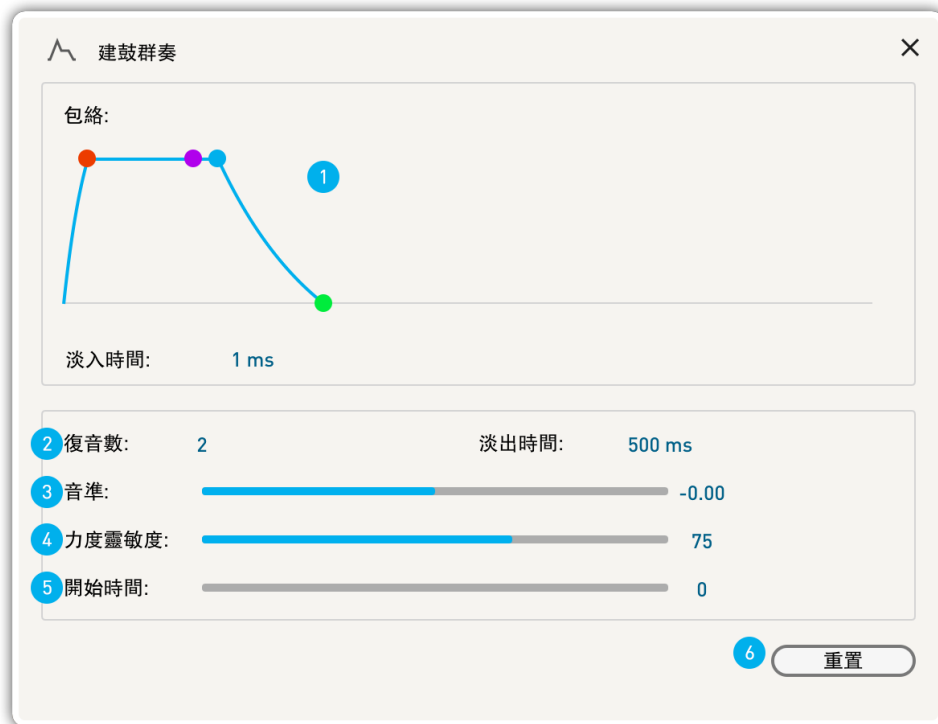 建鼓群奏
包絡:
1
淡入時間: 1 ms
2 復音數: 2 淡出時間: 500 ms
3 音準: -0.00
4 力度靈敏度: 75
5 開始時間: 0
6 重置